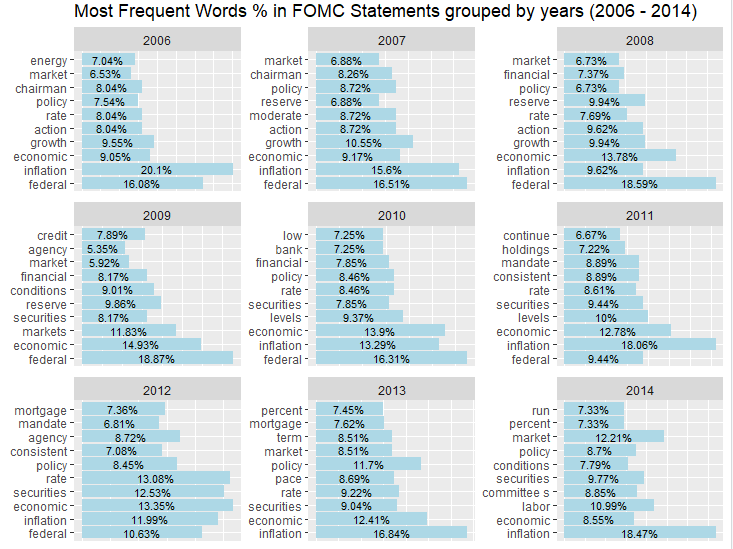 Most Frequent Words % in FOMC Statements grouped by years (2006 - 2014)
2006
energy 7.04%
market 6.53%
chairman 8.04%
policy 7.54%
rate 8.04%
action 8.04%
growth 9.55%
economic 9.05%
inflation 20.1%
federal 16.08%
2007
market 6.88%
chairman 8.26%
policy 8.72%
reserve 6.88%
moderate 8.72%
action 8.72%
growth 10.55%
economic 9.17%
inflation 15.6%
federal 16.51%
2008
market 6.73%
financial 7.37%
policy 6.73%
reserve 9.94%
rate 7.69%
action 9.62%
growth 9.94%
economic 13.78%
inflation 9.62%
federal 18.59%
2009
credit 7.89%
agency 5.35%
market 5.92%
financial 8.17%
conditions 9.01%
reserve 9.86%
securities 8.17%
markets 11.83%
economic 14.93%
federal 18.87%
2010
low 7.25%
bank 7.25%
financial 7.85%
policy 8.46%
rate 8.46%
securities 7.85%
levels 9.37%
economic 13.9%
inflation 13.29%
federal 16.31%
2011
continue 6.67%
holdings 7.22%
mandate 8.89%
consistent 8.89%
rate 8.61%
securities 9.44%
levels 10%
economic 12.78%
inflation 18.06%
federal 9.44%
2012
mortgage 7.36%
mandate 6.81%
agency 8.72%
consistent 7.08%
policy 8.45%
rate 13.08%
securities 12.53%
economic 13.35%
inflation 11.99%
federal 10.63%
2013
percent 7.45%
mortgage 7.62%
term 8.51%
market 8.51%
policy 11.7%
pace 8.69%
rate 9.22%
securities 9.04%
economic 12.41%
inflation 16.84%
2014
run 7.33%
percent 7.33%
market 12.21%
policy 8.7%
conditions 7.79%
securities 9.77%
committee s 8.85%
labor 10.99%
economic 8.55%
inflation 18.47%